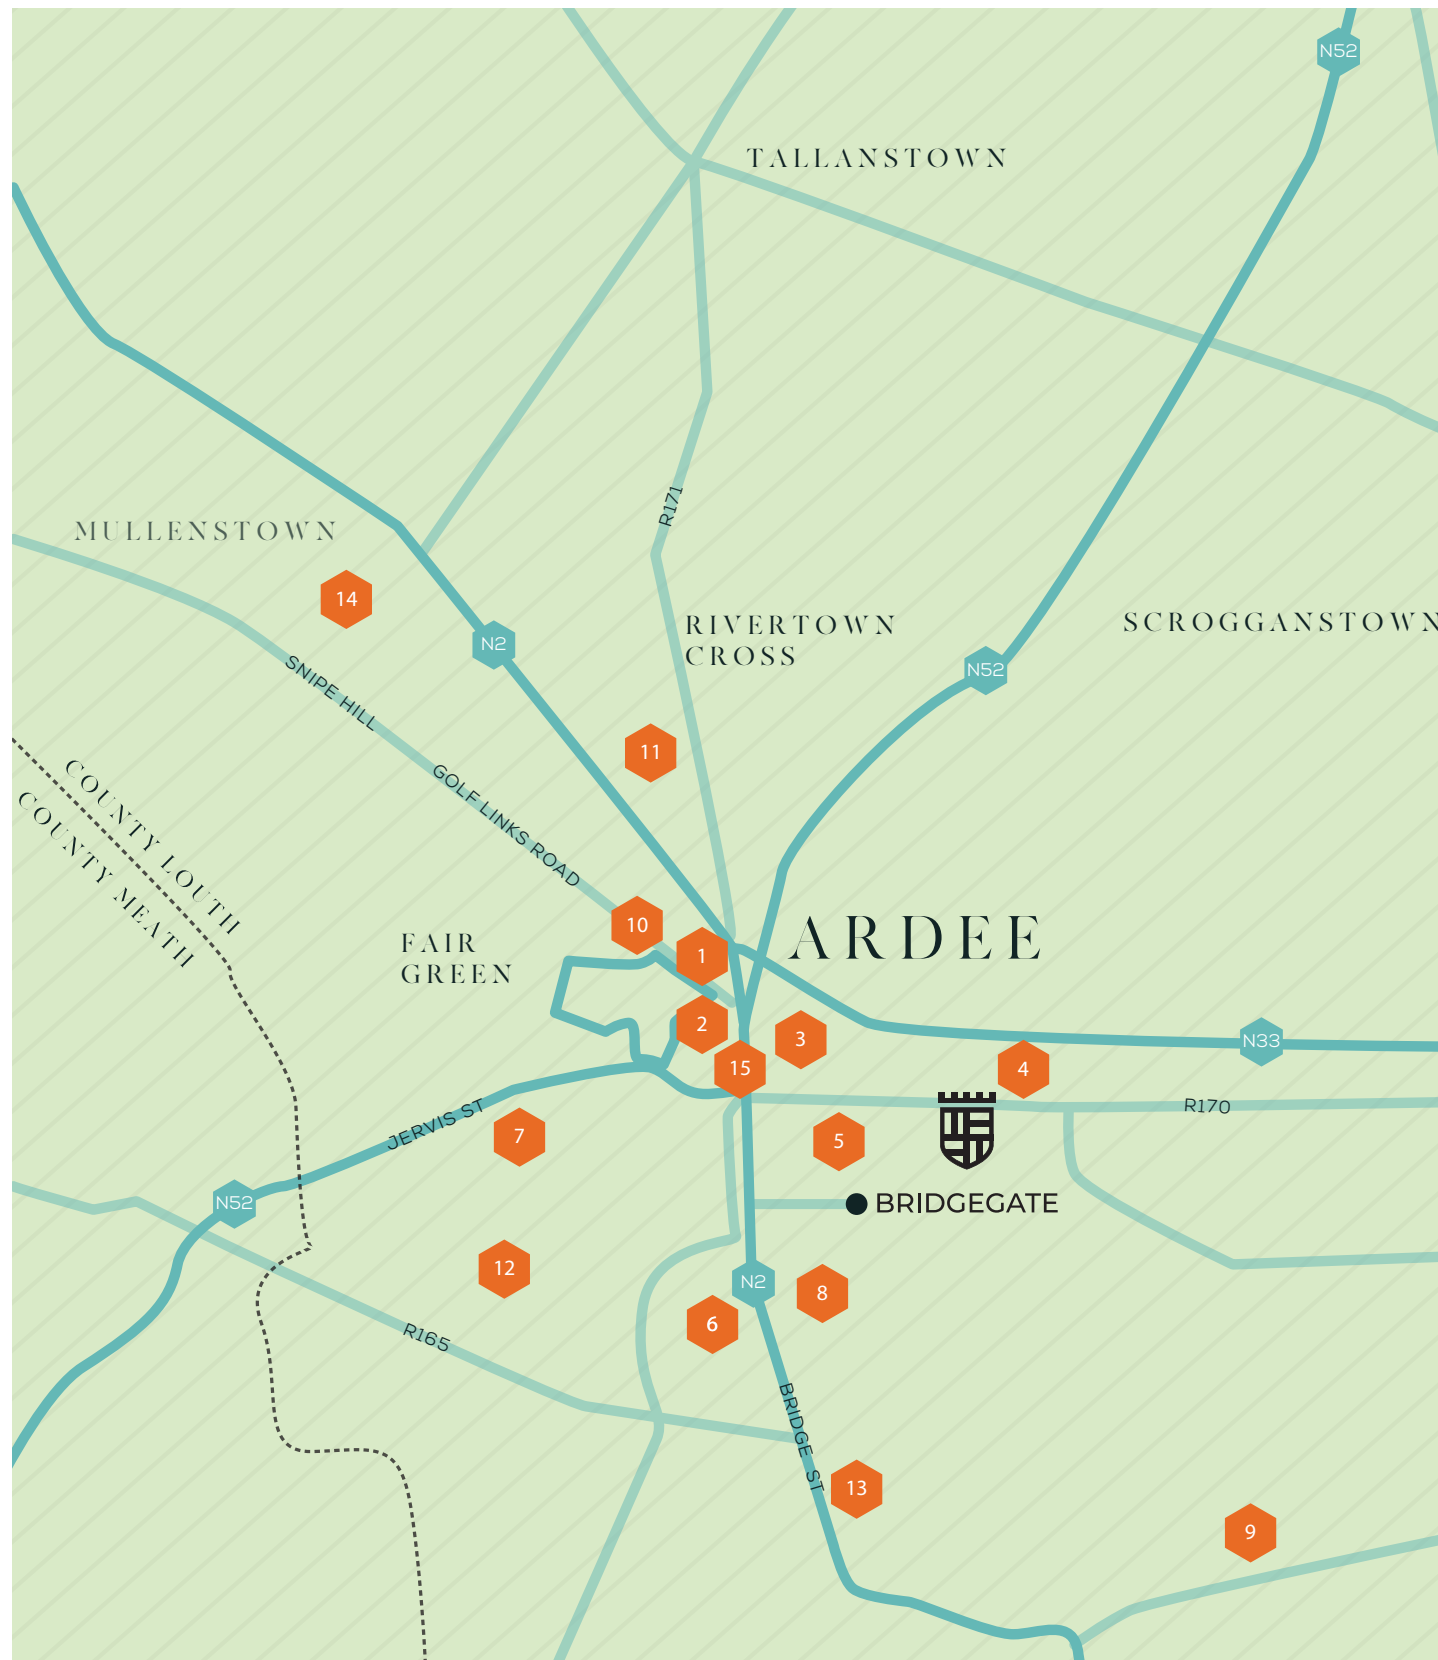 N52
TALLANSTOWN
R171
MULLENSTOWN
14
N2
RIVERTOWN
CROSS
SCROGGANSTOWN
N52
SNIPE HILL
11
GOLF LINKS ROAD
COUNTY LOUTH
COUNTY MEATH
10
1
ARDEE
FAIR
GREEN
2
3
N33
15
4
R170
JERVIS ST
7
5
N52
BRIDGEGATE
12
N2
8
6
R165
BRIDGE ST
13
9